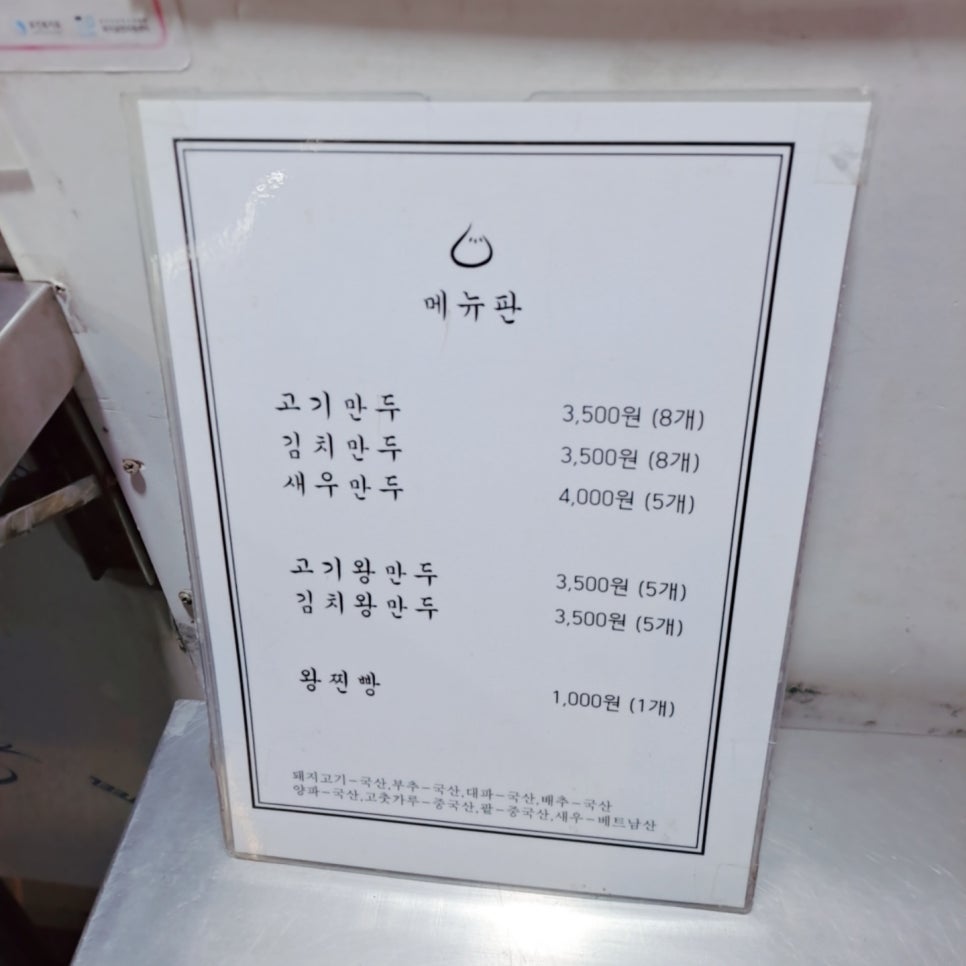 메뉴판
고기만두 3,500원 (8개)
김치만두 3,500원 (8개)
새우만두 4,000원 (5개)
고기왕만두 3,500원 (5개)
김치왕만두 3,500원 (5개)
왕찐빵 1,000원 (1개)
돼지고기-국산,부추-국산,대파-국산,배추-국산
양파-국산,고춧가루-중국산,팥-중국산,새우-베트남산